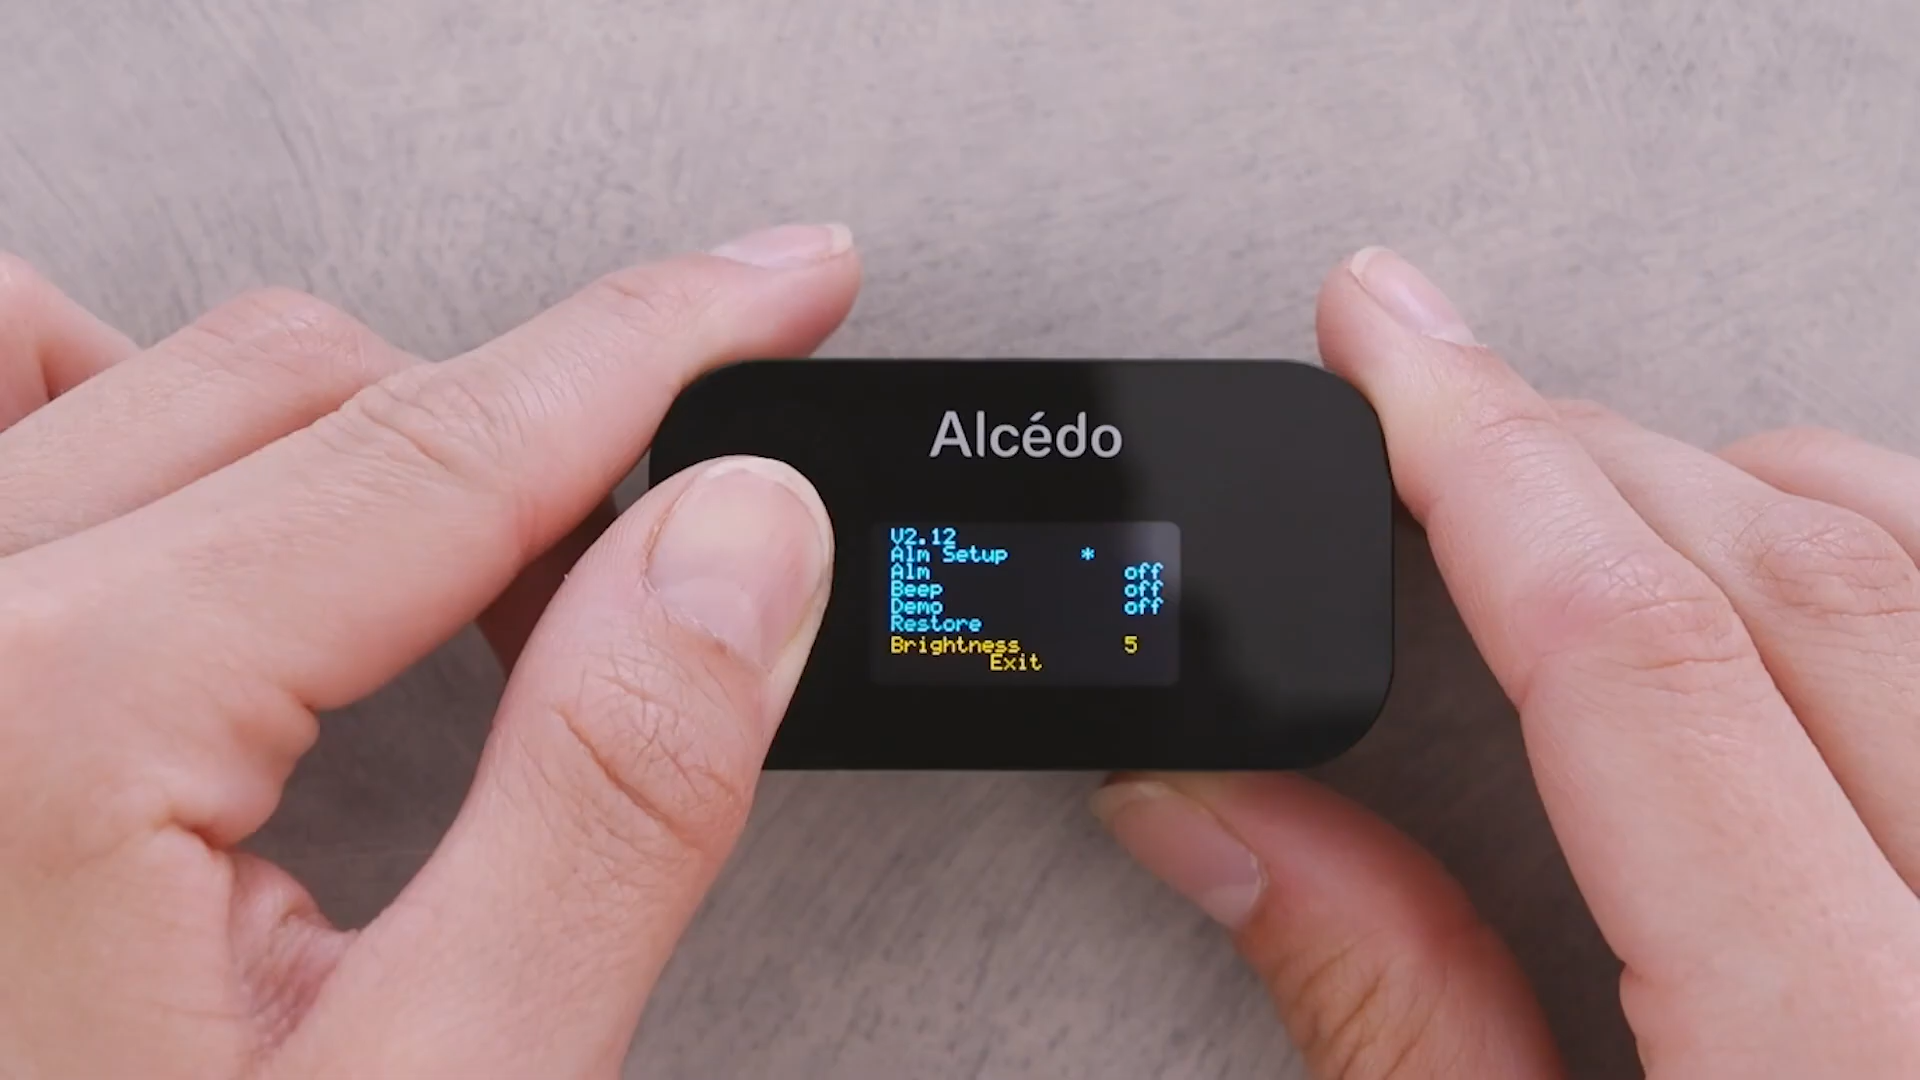 Alcédo
V2.12
Alm Setup *
Alm off
Beep off
Demo off
Restore
Brightness 5
Exit